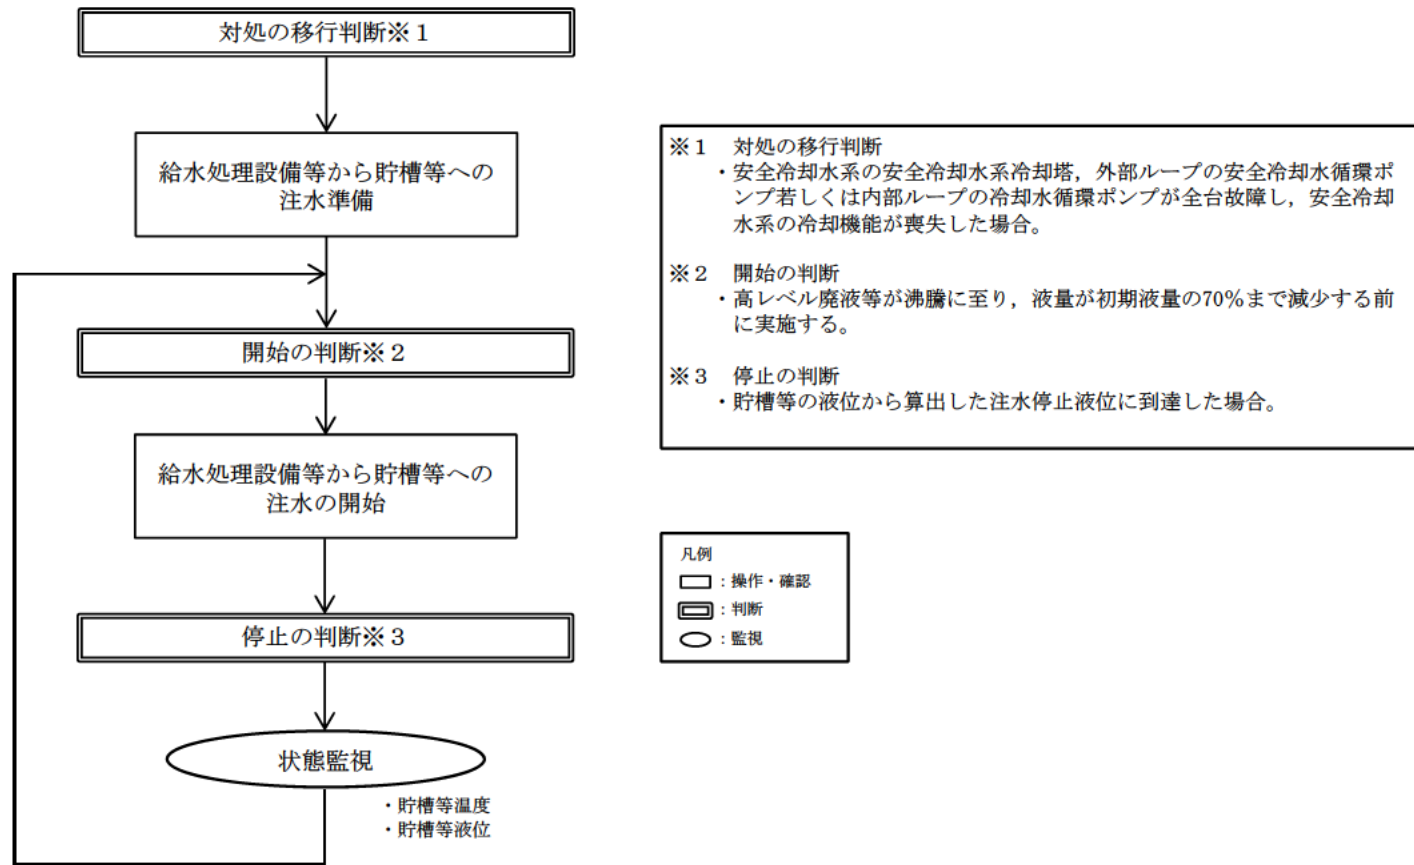 対処の移行判断※１
給水処理設備等から貯槽等への
注水準備
開始の判断※２
給水処理設備等から貯槽等への
注水の開始
停止の判断※３
状態監視
・貯槽等温度
・貯槽等液位
※１　対処の移行判断
・安全冷却水系の安全冷却水系冷却塔，外部ループの安全冷却水循環ポ
ンプ若しくは内部ループの冷却水循環ポンプが全台故障し，安全冷却
水系の冷却機能が喪失した場合。
※２　開始の判断
・高レベル廃液等が沸騰に至り，液量が初期液量の70％まで減少する前
に実施する。
※３　停止の判断
・貯槽等の液位から算出した注水停止液位に到達した場合。
凡例
：操作・確認
：判断
：監視